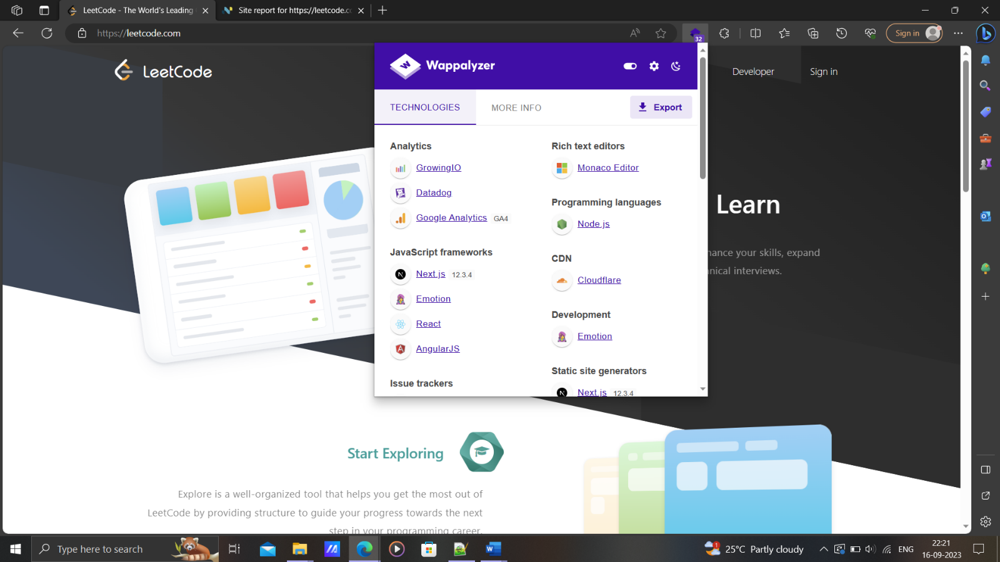 LeetCode - The World's Leading
Site report for https://leetcode.cc
https://leetcode.com
32
Sign in
LeetCode
Developer
Sign in
W Wappalyzer
TECHNOLOGIES
MORE INFO
Export
Analytics
GrowingIO
Datadog
Google Analytics GA4
JavaScript frameworks
Next.js 12.3.4
Emotion
React
AngularJS
Issue trackers
Rich text editors
Monaco Editor
Programming languages
Node.js
CDN
Cloudflare
Development
Emotion
Static site generators
Next.js 12.3.4
Learn
hance your skills, expand
nnical interviews.
Start Exploring
Explore is a well-organized tool that helps you get the most out of
LeetCode by providing structure to guide your progress towards the next
step in your programming career.
Type here to search
1
25°C Partly cloudy
ENG
22:21
16-09-2023